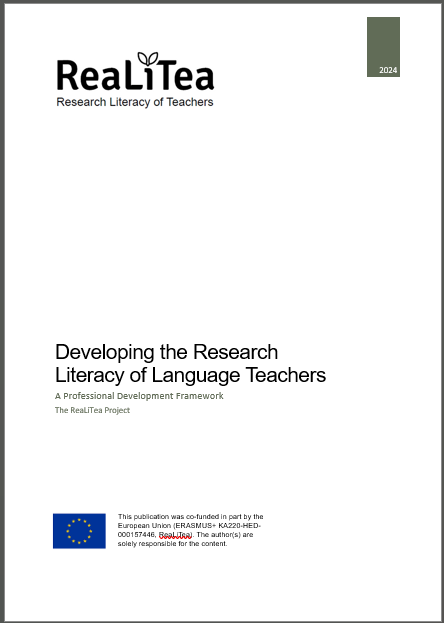 2024
ReaLiTea
Research Literacy of Teachers
Developing the Research
Literacy of Language Teachers
A Professional Development Framework
The ReaLiTea Project
This publication was co-funded in part by the
European Union (ERASMUS+ KA220-HED-
000157446, ReaLiTea). The author(s) are
solely responsible for the content.